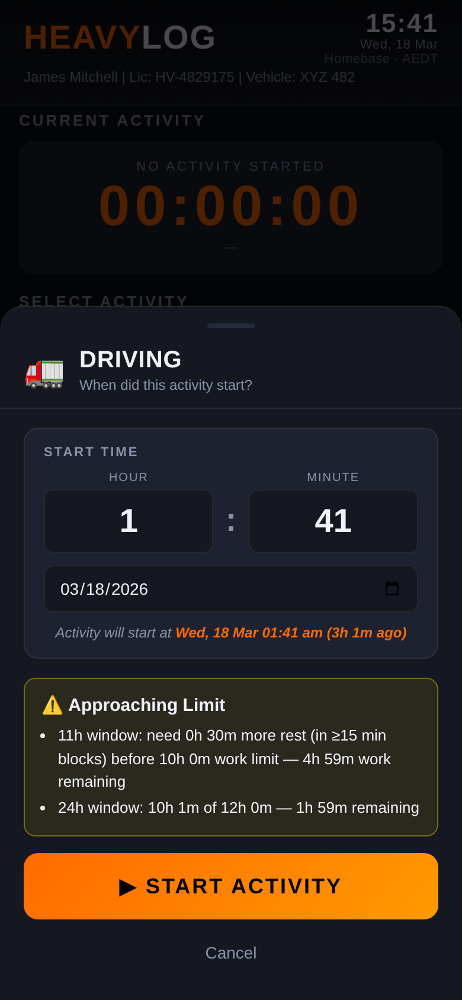 HEAVYLOG
15:41
Wed, 18 Mar
Homebase · AEDT
James Mitchell | Lic: HV-4829175 | Vehicle: XYZ 482
CURRENT ACTIVITY
NO ACTIVITY STARTED
00:00:00
—
SELECT ACTIVITY
DRIVING
When did this activity start?
START TIME
HOUR
MINUTE
1 : 41
03/18/2026
Activity will start at Wed, 18 Mar 01:41 am (3h 1m ago)
⚠️ Approaching Limit
• 11h window: need 0h 30m more rest (in ≥15 min
blocks) before 10h 0m work limit — 4h 59m work
remaining
• 24h window: 10h 1m of 12h 0m — 1h 59m remaining
▶ START ACTIVITY
Cancel